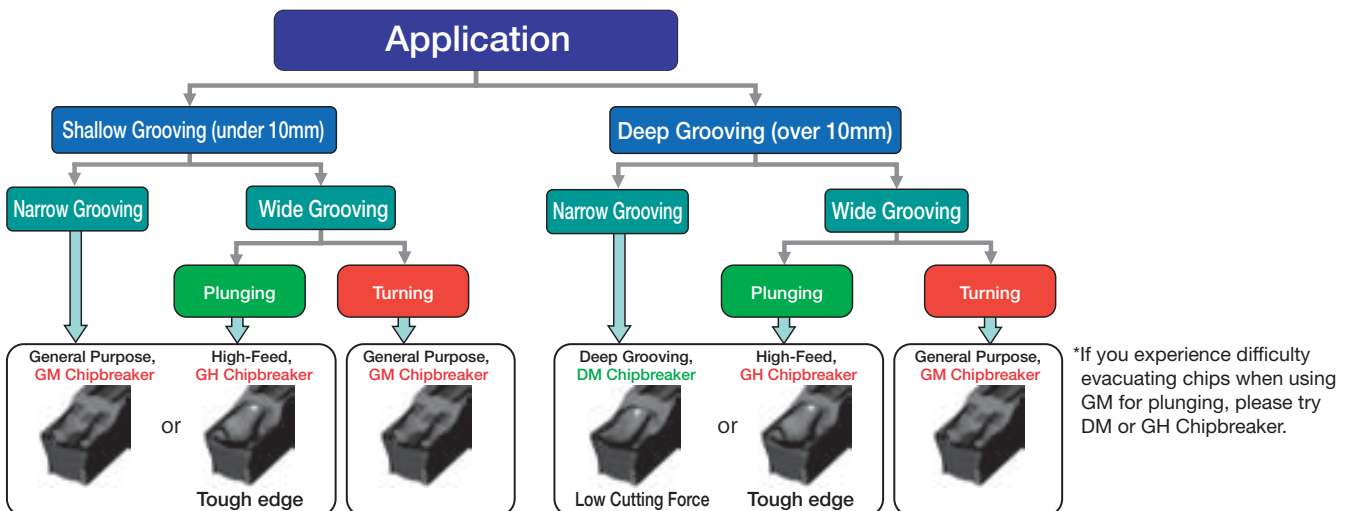 Application
Shallow Grooving (under 10mm)
Deep Grooving (over 10mm)
Narrow Grooving
Wide Grooving
Narrow Grooving
Wide Grooving
Plunging
Turning
Plunging
Turning
General Purpose,
GM Chipbreaker
or
High-Feed,
GH Chipbreaker
Tough edge
General Purpose,
GM Chipbreaker
Deep Grooving,
DM Chipbreaker
Low Cutting Force
or
High-Feed,
GH Chipbreaker
Tough edge
General Purpose,
GM Chipbreaker
*If you experience difficulty
evacuating chips when using
GM for plunging, please try
DM or GH Chipbreaker.